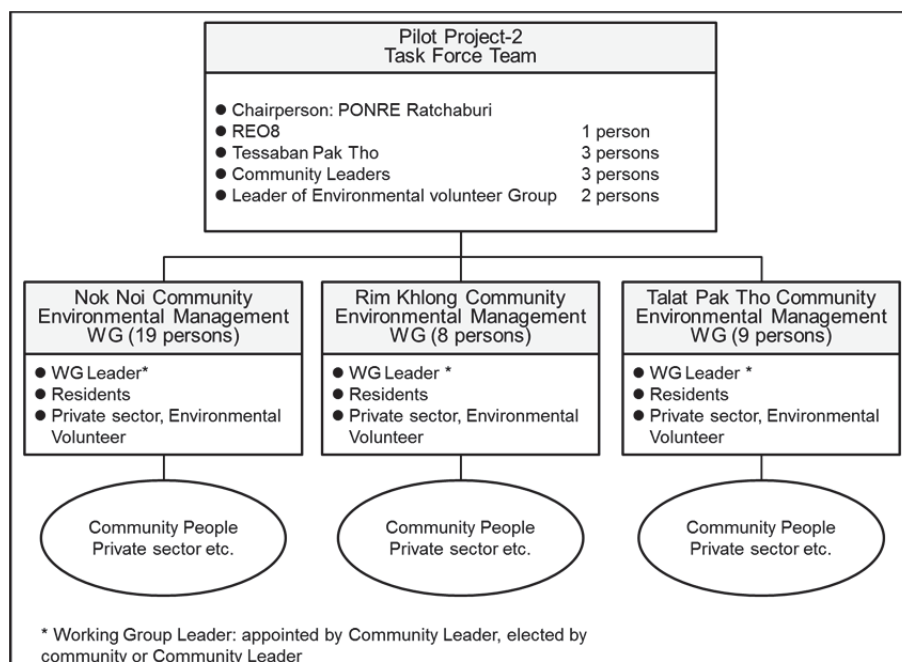 Pilot Project-2
Task Force Team
● Chairperson: PONRE Ratchaburi
● REO8 1 person
● Tessaban Pak Tho 3 persons
● Community Leaders 3 persons
● Leader of Environmental volunteer Group 2 persons
Nok Noi Community
Environmental Management
WG (19 persons)
● WG Leader*
● Residents
● Private sector, Environmental
Volunteer
Rim Khlong Community
Environmental Management
WG (8 persons)
● WG Leader *
● Residents
● Private sector, Environmental
Volunteer
Talat Pak Tho Community
Environmental Management
WG (9 persons)
● WG Leader *
● Residents
● Private sector, Environmental
Volunteer
Community People
Private sector etc.
Community People
Private sector etc.
Community People
Private sector etc.
* Working Group Leader: appointed by Community Leader, elected by
community or Community Leader